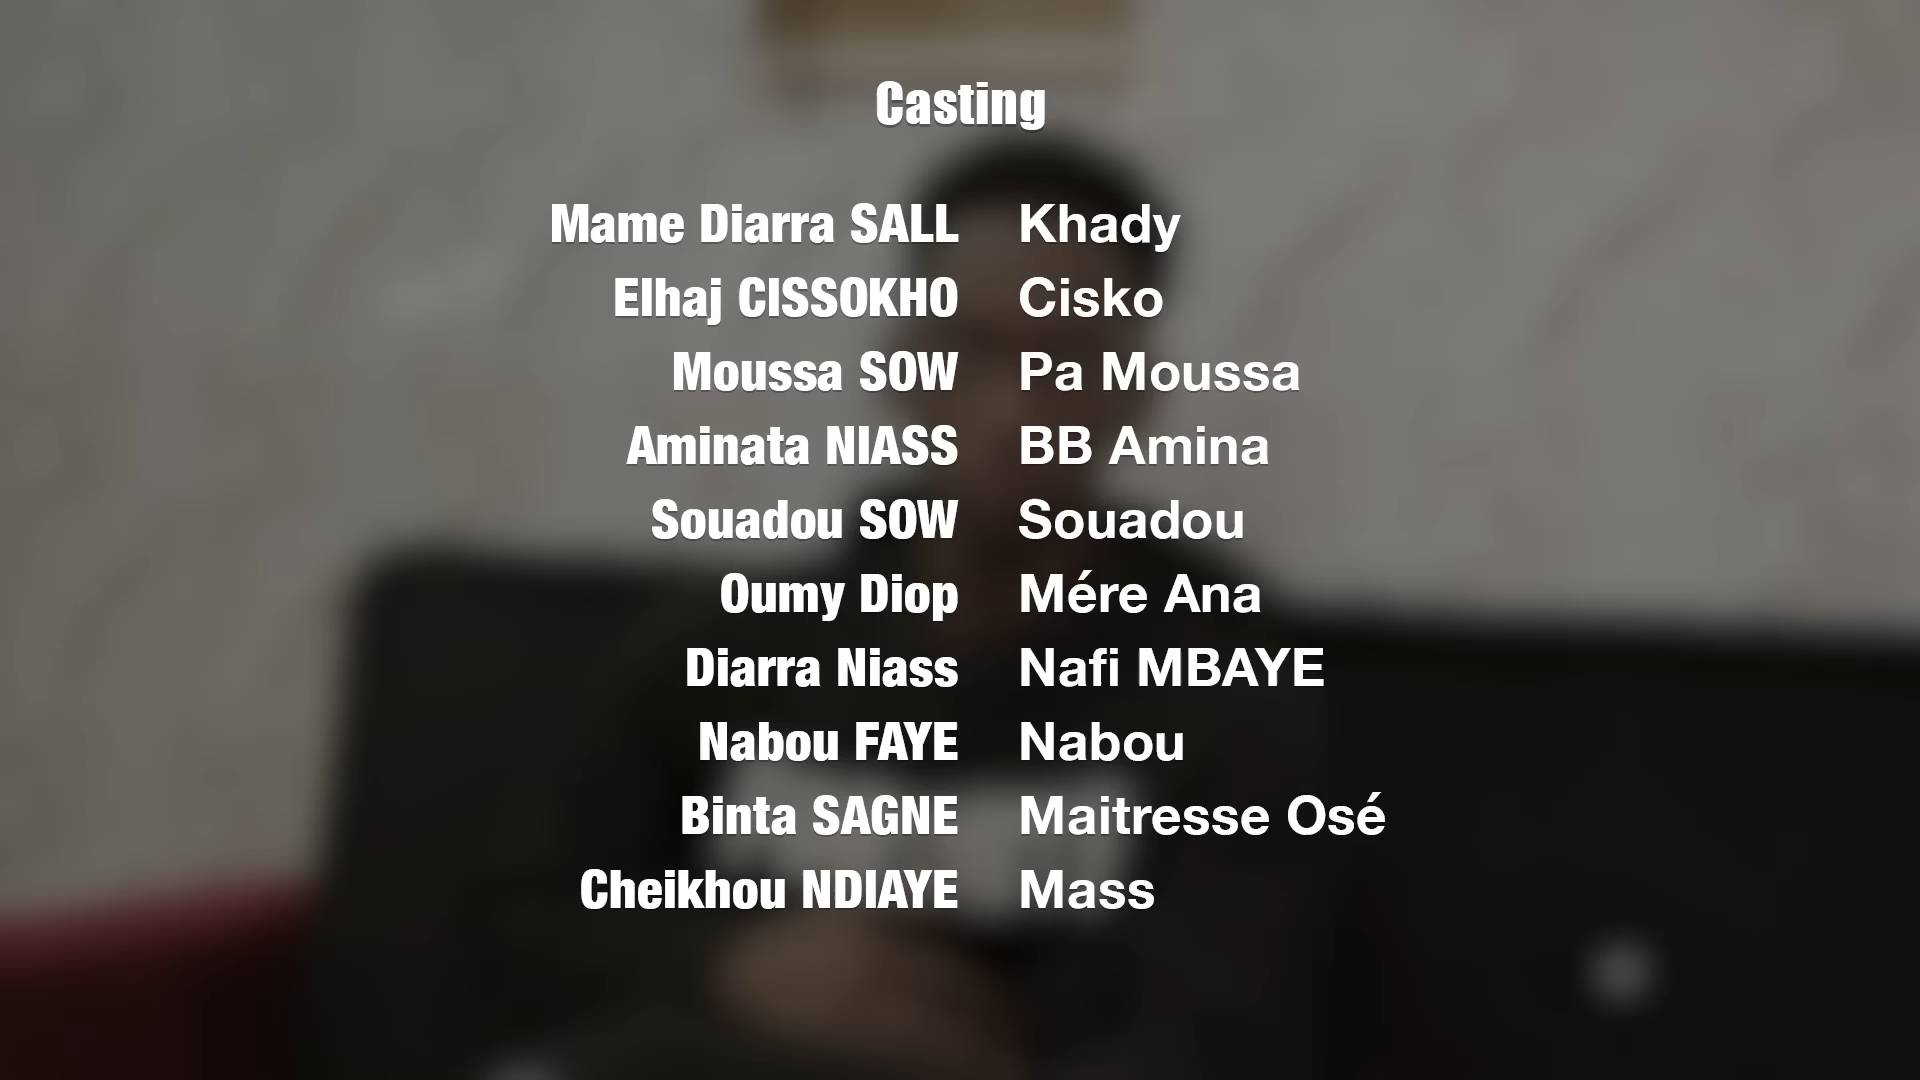 Casting
Mame Diarra SALL Khady
Elhaj CISSOKHO Cisko
Moussa SOW Pa Moussa
Aminata NIASS BB Amina
Souadou SOW Souadou
Oumy Diop Mére Ana
Diarra Niass Nafi MBAYE
Nabou FAYE Nabou
Binta SAGNE Maitresse Osé
Cheikhou NDIAYE Mass